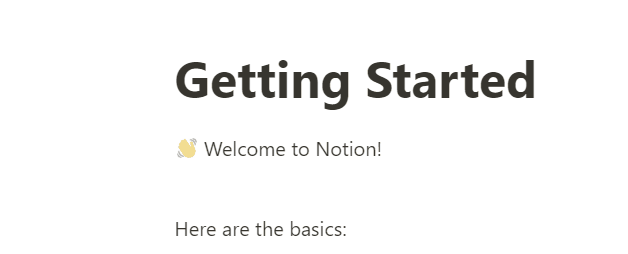 Getting Started
👋 Welcome to Notion!
Here are the basics: